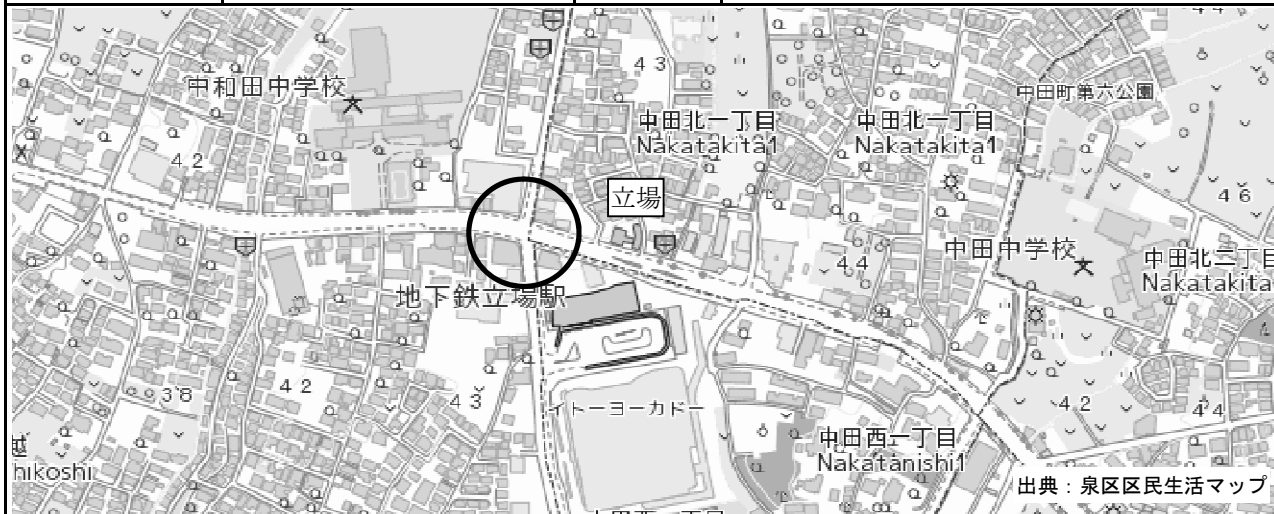 中和田中学校
43
中田町第六公園
中田北一丁目
Nakatakita1
中田北一丁目
Nakatakita1
42
立場
46
中田中学校
中田北二丁目
Nakatakita
44
地下鉄立場駅
38
42
43
イトーヨーカドー
42
44
越
hikoshi
中田西一丁目
Nakatanishi1
出典：泉区区民生活マップ